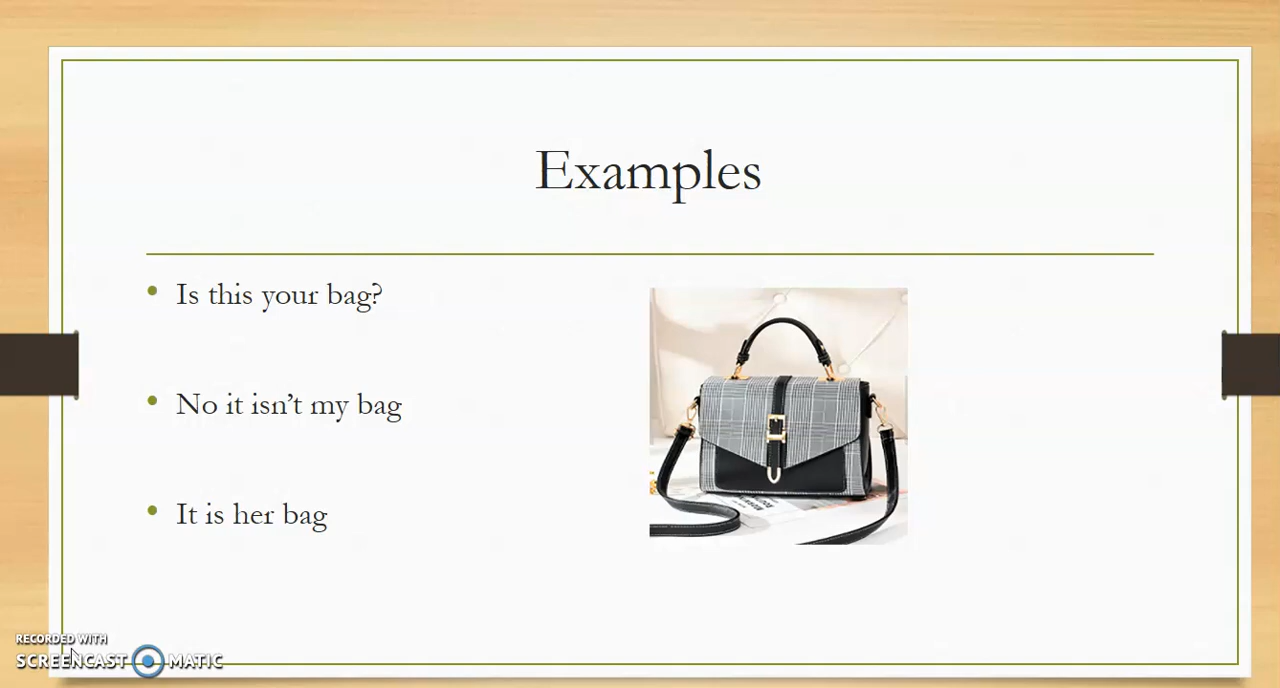 Examples
Is this your bag?
No it isn’t my bag
It is her bag
RECORDED WITH
SCREENCAST MATIC